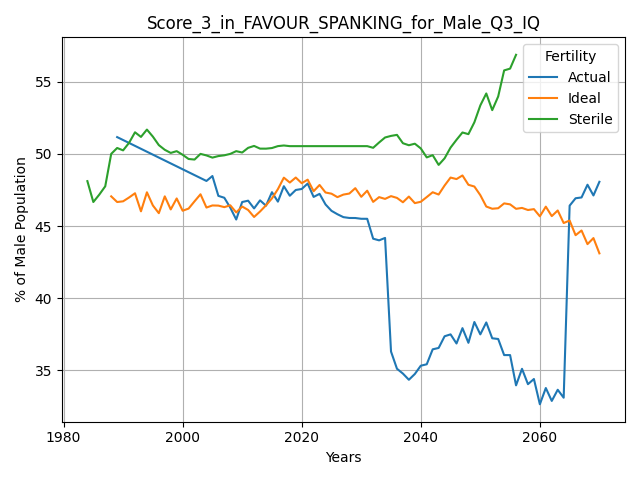 Score_3_in_FAVOUR_SPANKING_for_Male_Q3_IQ
Fertility
Actual
Ideal
Sterile
% of Male Population
55
50
45
40
35
1980
2000
2020
2040
2060
Years